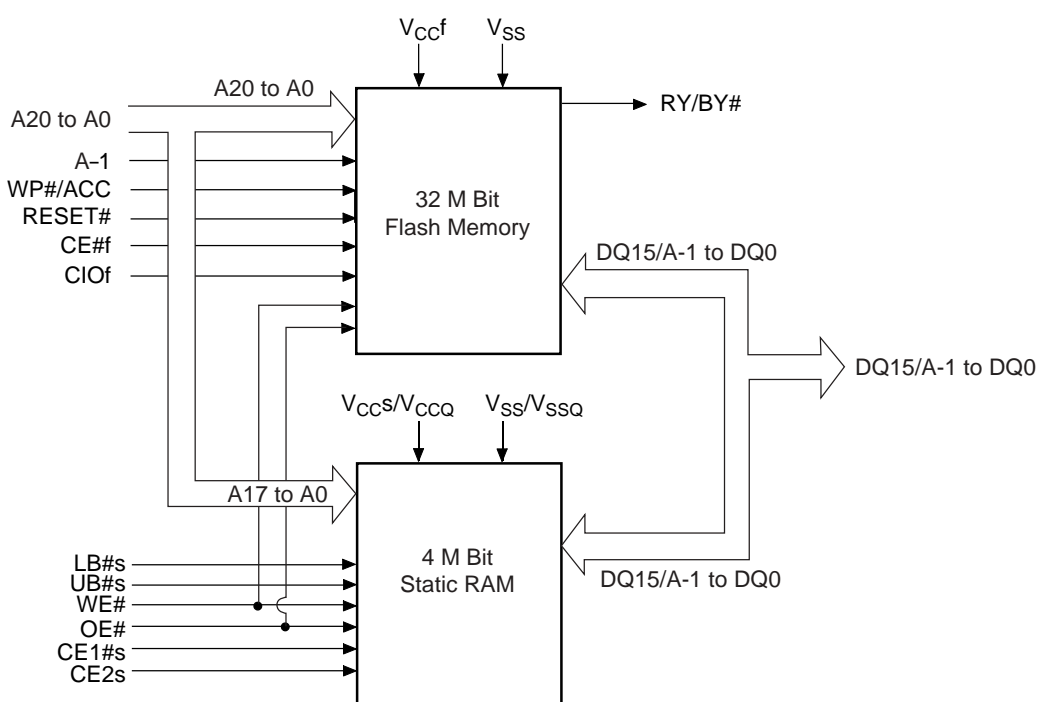 VCCf
VSS
A20 to A0
A20 to A0
RY/BY#
A–1
WP#/ACC
RESET#
CE#f
CIOf
32 M Bit
Flash Memory
DQ15/A-1 to DQ0
DQ15/A-1 to DQ0
VCCs/VCCQ
VSS/VSSQ
A17 to A0
LB#s
UB#s
WE#
OE#
CE1#s
CE2s
4 M Bit
Static RAM
DQ15/A-1 to DQ0